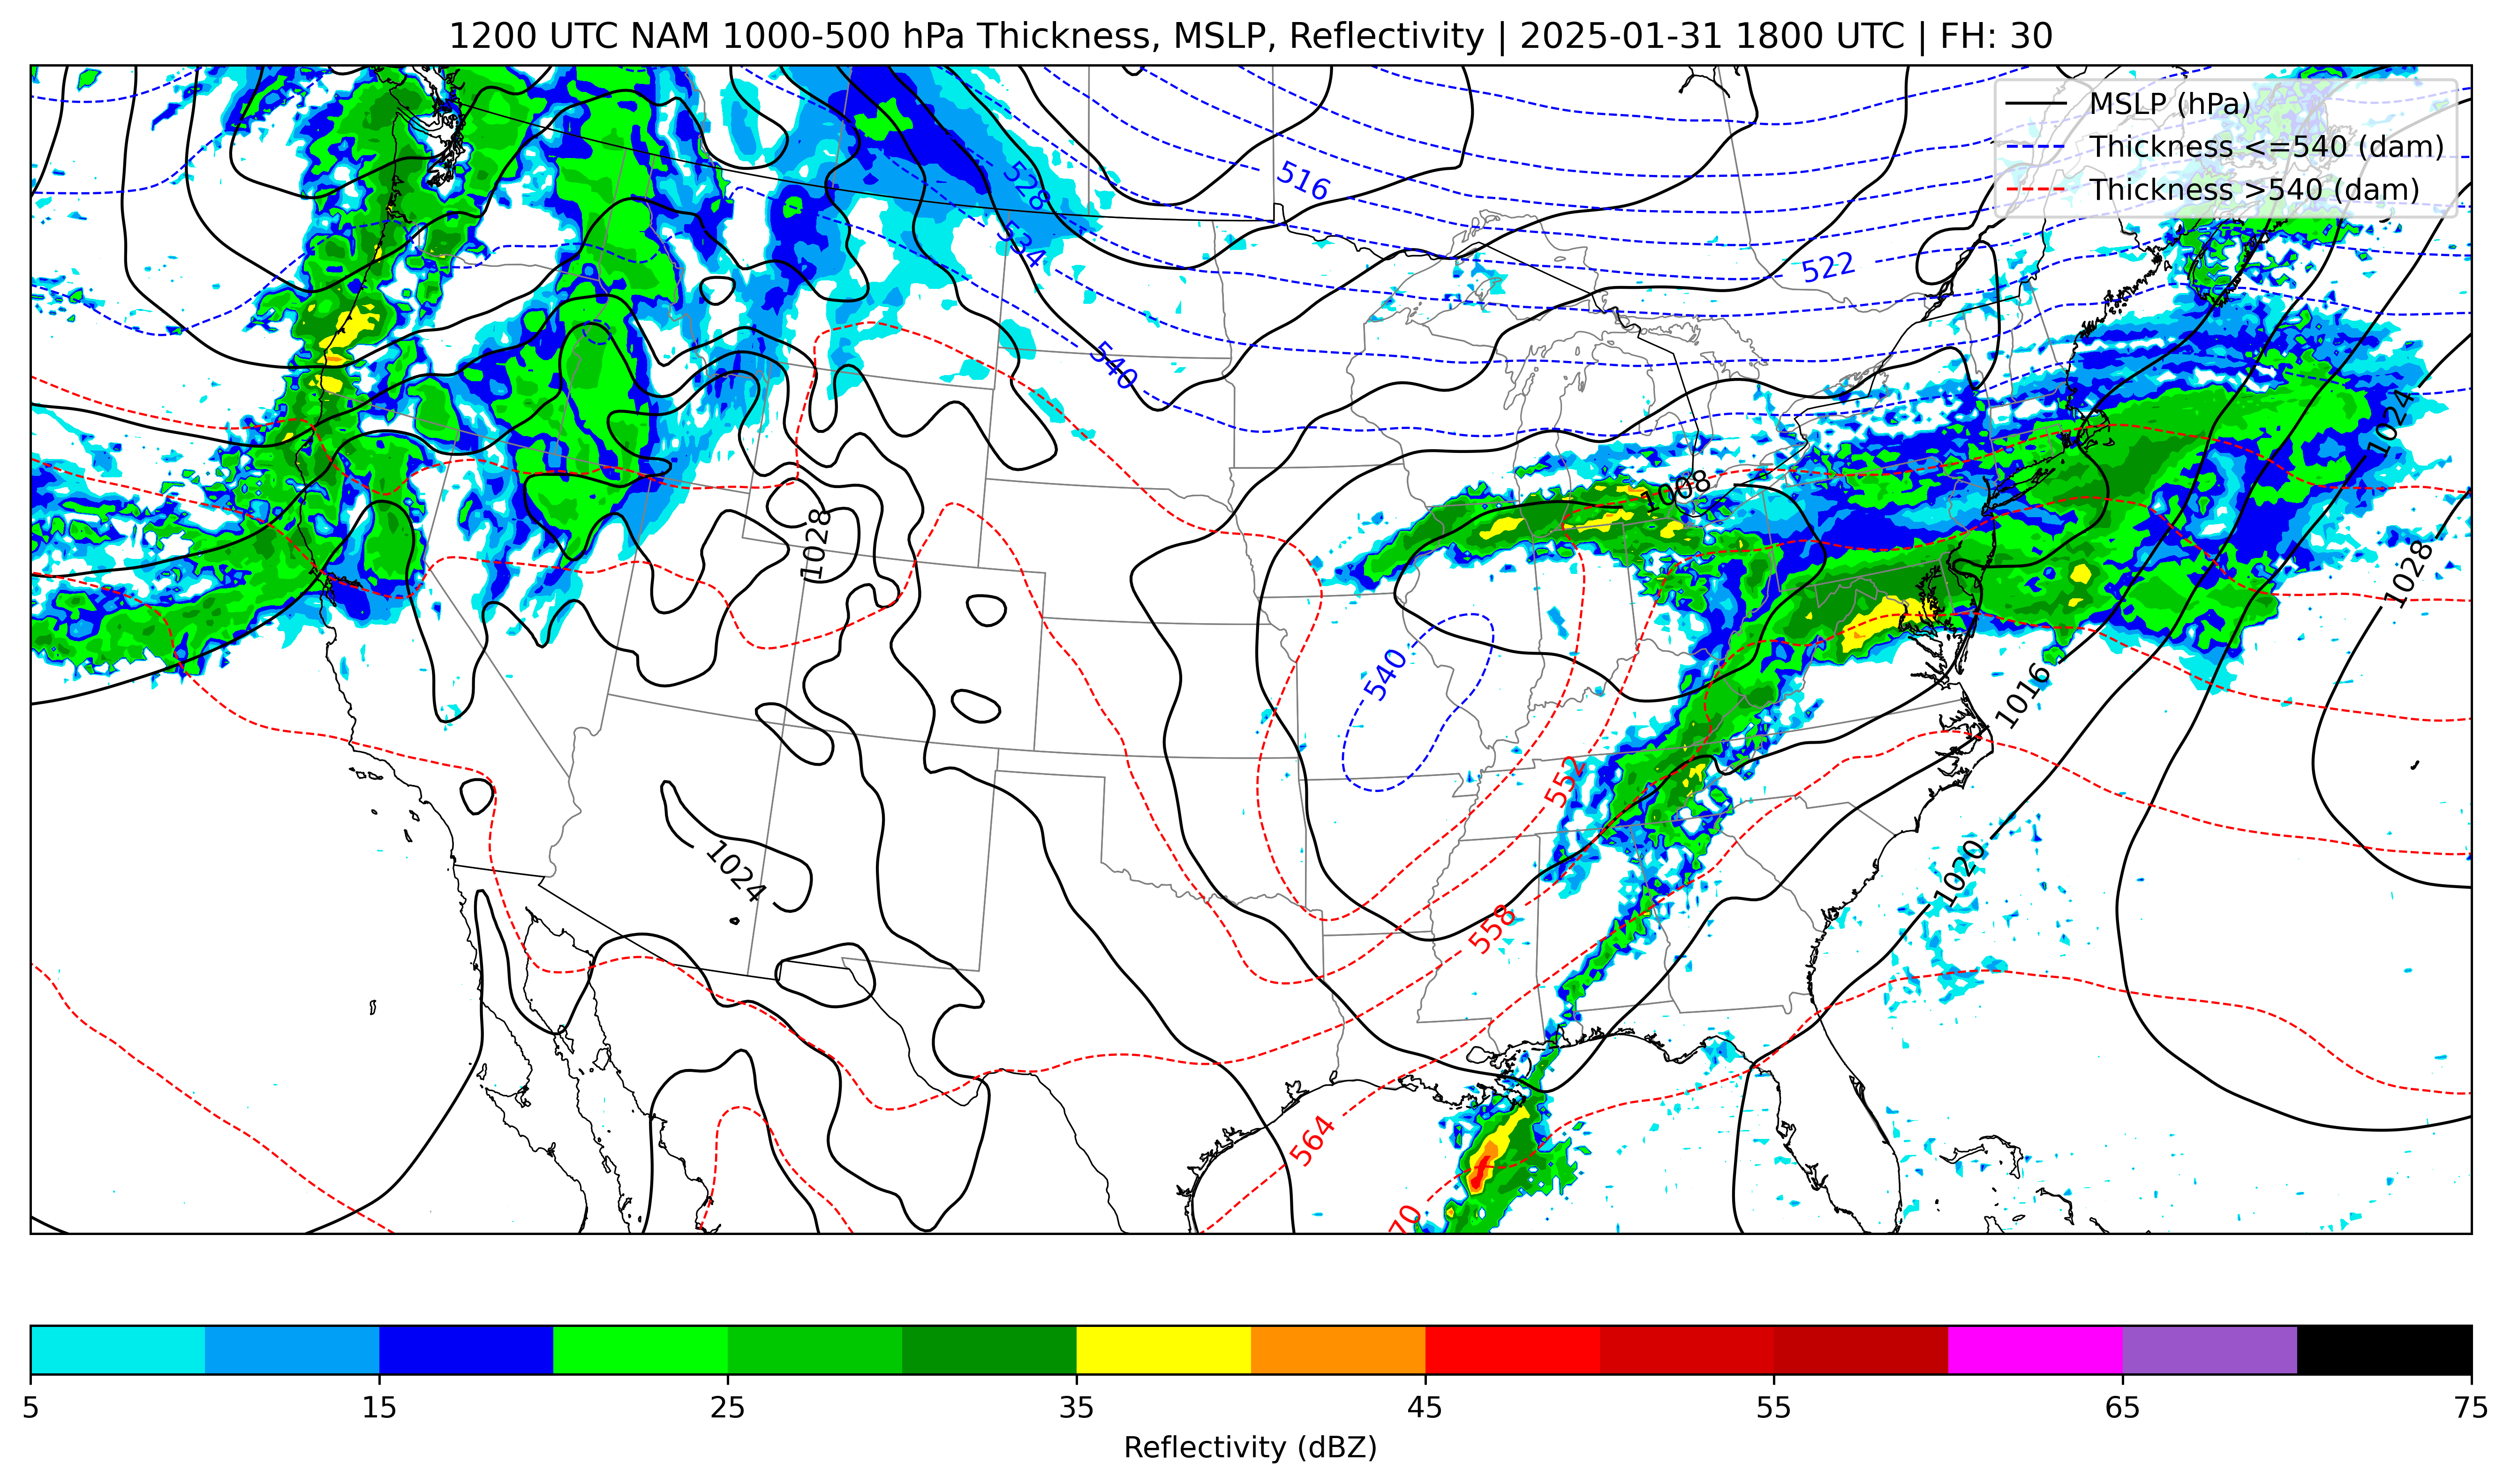 1200 UTC NAM 1000-500 hPa Thickness, MSLP, Reflectivity | 2025-01-31 1800 UTC | FH: 30
MSLP (hPa)
Thickness <=540 (dam)
Thickness >540 (dam)
516
528
534
522
540
1024
1008
1028
1028
540
1016
552
1024
1020
558
564
70
5 15 25 35 45 55 65 75
Reflectivity (dBZ)